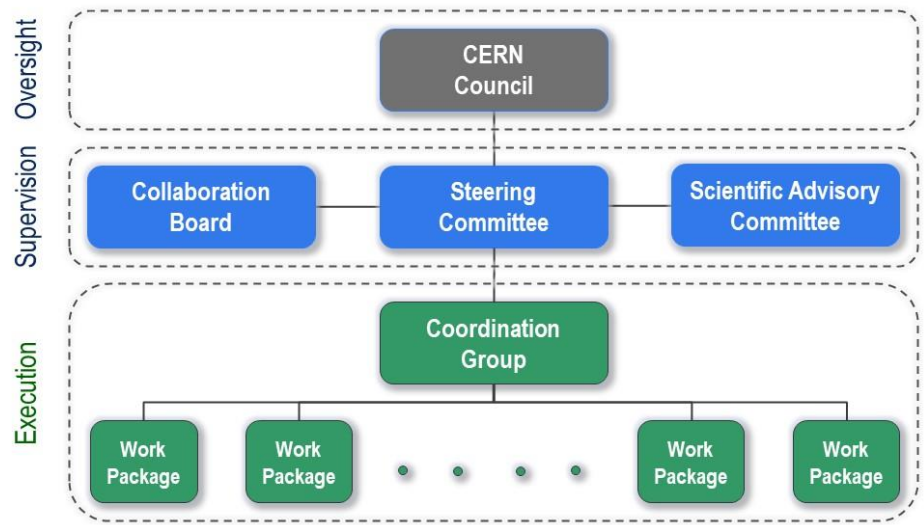 Oversight
CERN
Council
Supervision
Collaboration
Board
Steering
Committee
Scientific Advisory
Committee
Execution
Coordination
Group
Work
Package
Work
Package
Work
Package
Work
Package